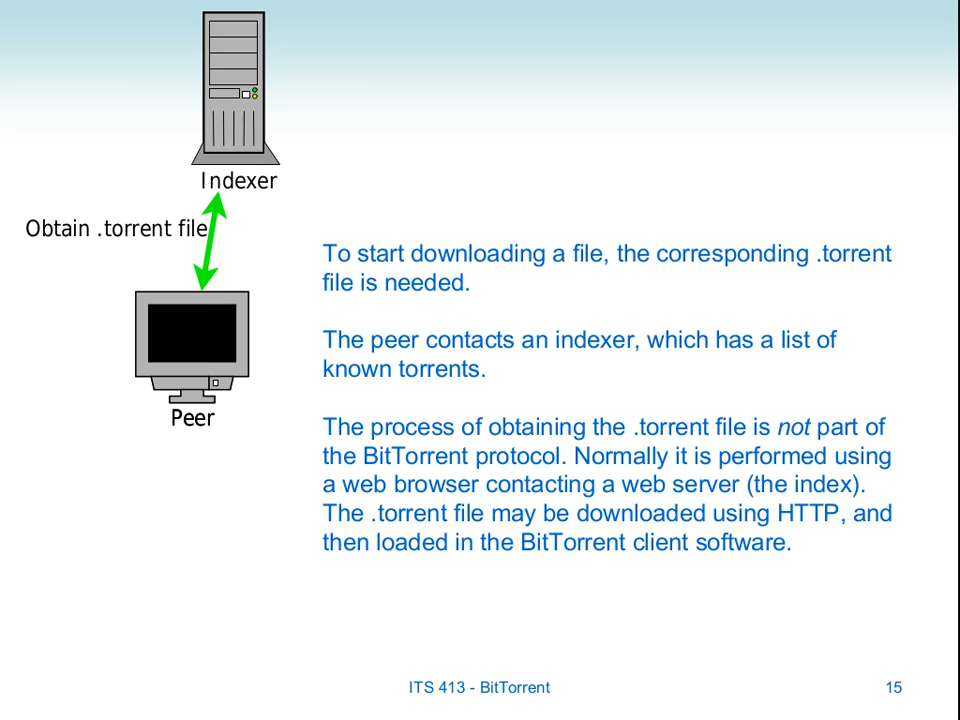 Indexer
Obtain .torrent file
Peer
To start downloading a file, the corresponding .torrent
file is needed.
The peer contacts an indexer, which has a list of
known torrents.
The process of obtaining the .torrent file is not part of
the BitTorrent protocol. Normally it is performed using
a web browser contacting a web server (the index).
The .torrent file may be downloaded using HTTP, and
then loaded in the BitTorrent client software.
ITS 413 - BitTorrent
15